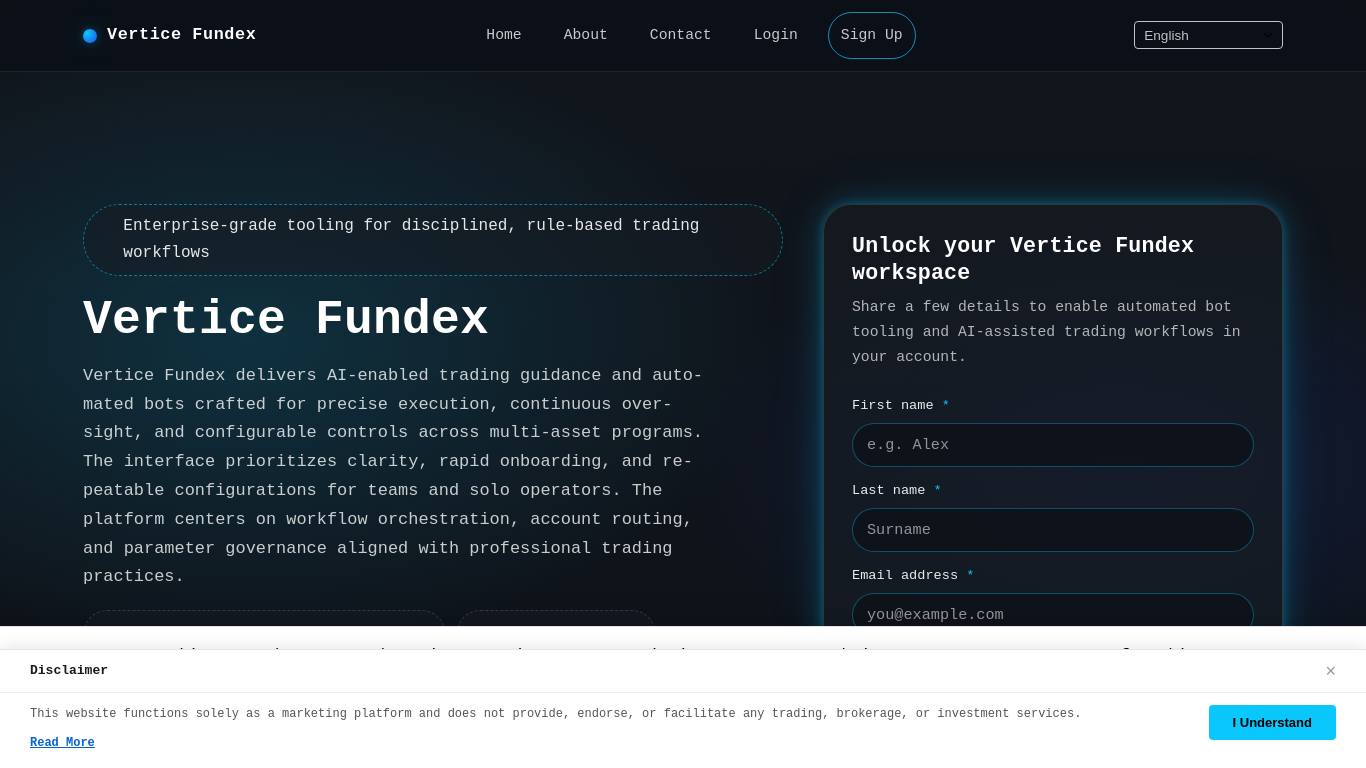 Vertice Fundex
Home
About
Contact
Login
Sign Up
English
Enterprise-grade tooling for disciplined, rule-based trading
workflows
Vertice Fundex
Vertice Fundex delivers AI-enabled trading guidance and auto-
mated bots crafted for precise execution, continuous over-
sight, and configurable controls across multi-asset programs.
The interface prioritizes clarity, rapid onboarding, and re-
peatable configurations for teams and solo operators. The
platform centers on workflow orchestration, account routing,
and parameter governance aligned with professional trading
practices.
Unlock your Vertice Fundex
workspace
Share a few details to enable automated bot
tooling and AI-assisted trading workflows in
your account.
First name *
e.g. Alex
Last name *
Surname
Email address *
you@example.com
Disclaimer
×
This website functions solely as a marketing platform and does not provide, endorse, or facilitate any trading, brokerage, or investment services.
Read More
I Understand